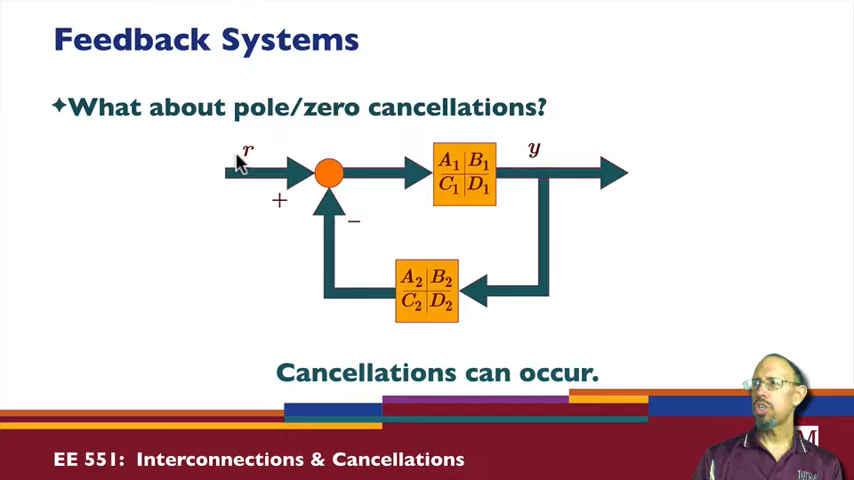 Feedback Systems
✦What about pole/zero cancellations?
r
y
+
−
A₁|B₁
C₁|D₁
A₂|B₂
C₂|D₂
Cancellations can occur.
EE 551: Interconnections & Cancellations